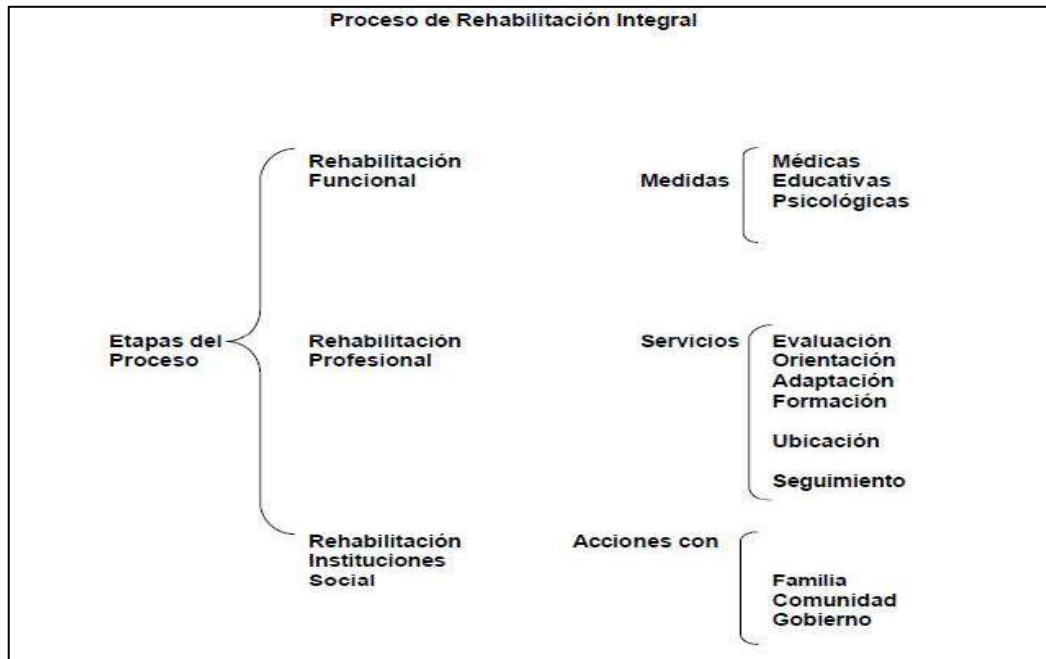 Proceso de Rehabilitación Integral
Rehabilitación
Funcional
Medidas
Médicas
Educativas
Psicológicas
Etapas del
Proceso
Rehabilitación
Profesional
Servicios
Evaluación
Orientación
Adaptación
Formación
Ubicación
Seguimiento
Rehabilitación
Instituciones
Social
Acciones con
Familia
Comunidad
Gobierno